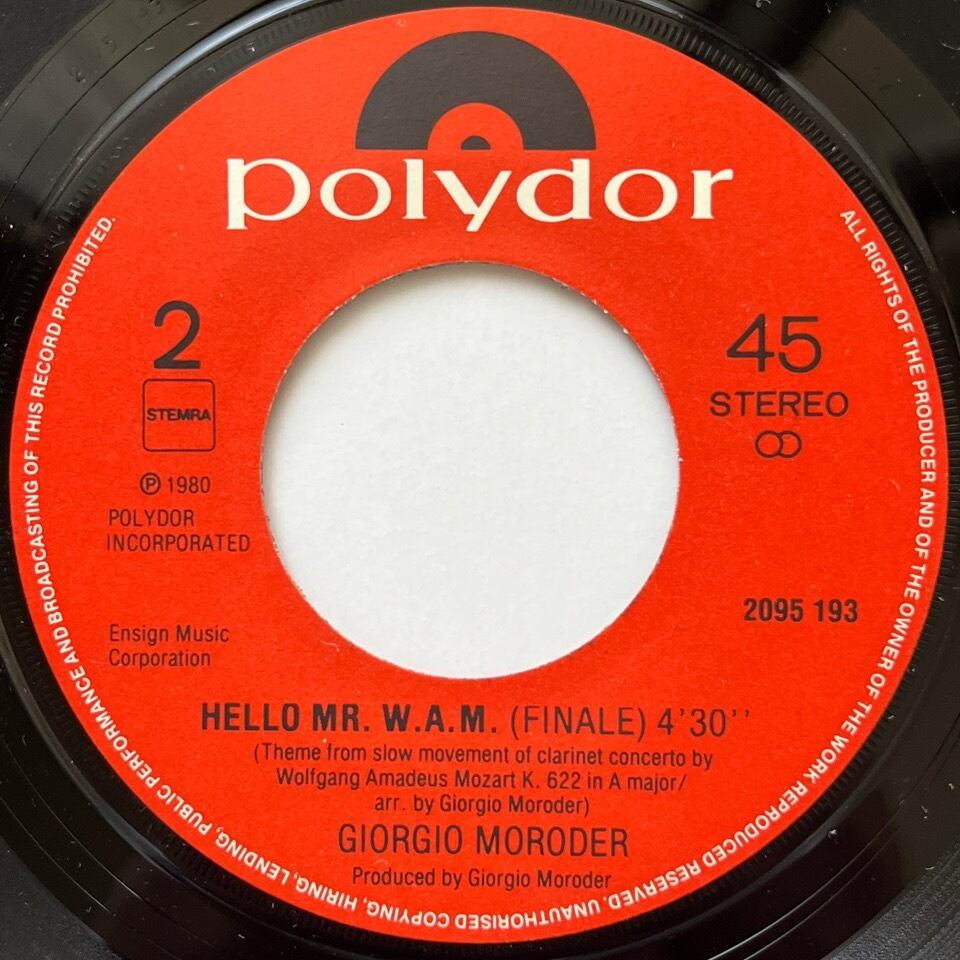 polydor
2
45
STEREO
STEMRA
℗ 1980
POLYDOR
INCORPORATED
2095 193
Ensign Music
Corporation
HELLO MR. W.A.M. (FINALE) 4'30''
(Theme from slow movement of clarinet concerto by
Wolfgang Amadeus Mozart K. 622 in A major/
arr. by Giorgio Moroder)
GIORGIO MORODER
Produced by Giorgio Moroder
ALL RIGHTS OF THE PRODUCER AND OF THE OWNER OF THE WORK REPRODUCED RESERVED. UNAUTHORISED COPYING, HIRING, LENDING, PUBLIC PERFORMANCE AND BROADCASTING OF THIS RECORD PROHIBITED.